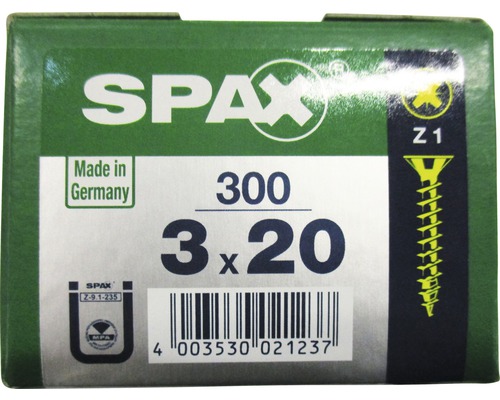 SPAX®
Z 1
Made in
Germany
300
3 x 20
SPAX
Z-9.1-235
MPA
4 003530 021237